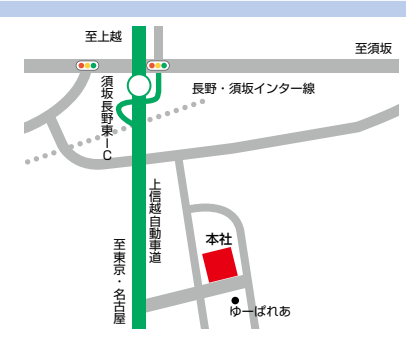 至上越
至須坂
須坂長野東IC
長野・須坂インター線
上信越自動車道
本社
至東京・名古屋
ゆーぱれあ